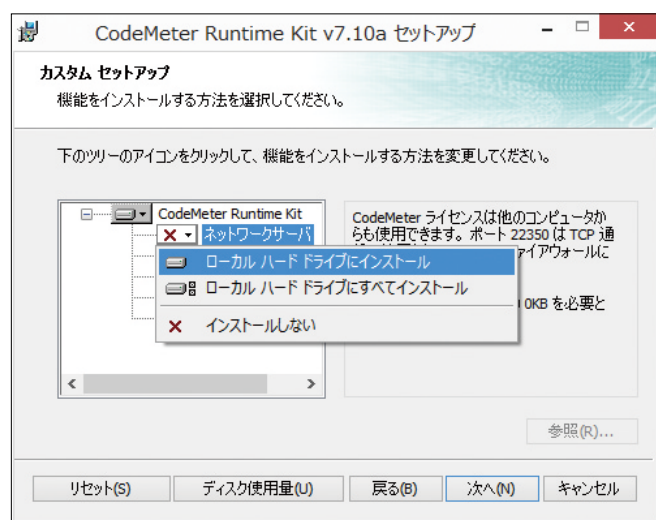 CodeMeter Runtime Kit v7.10a セットアップ
カスタム セットアップ
機能をインストールする方法を選択してください。
下のツリーのアイコンをクリックして、機能をインストールする方法を変更してください。
CodeMeter Runtime Kit
ネットワークサーバ
ローカル ハード ドライブにインストール
ローカル ハード ドライブにすべてインストール
インストールしない
CodeMeter ライセンスは他のコンピュータか
らも使用できます。ポート 22350 は TCP 通
ァイアウォールに
0KB を必要と
参照(R)...
リセット(S)
ディスク使用量(U)
戻る(B)
次へ(N)
キャンセル